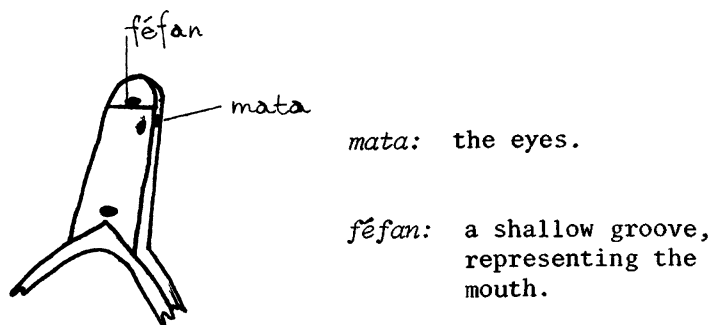 féfan
mata
mata: the eyes.
féfan: a shallow groove,
representing the
mouth.